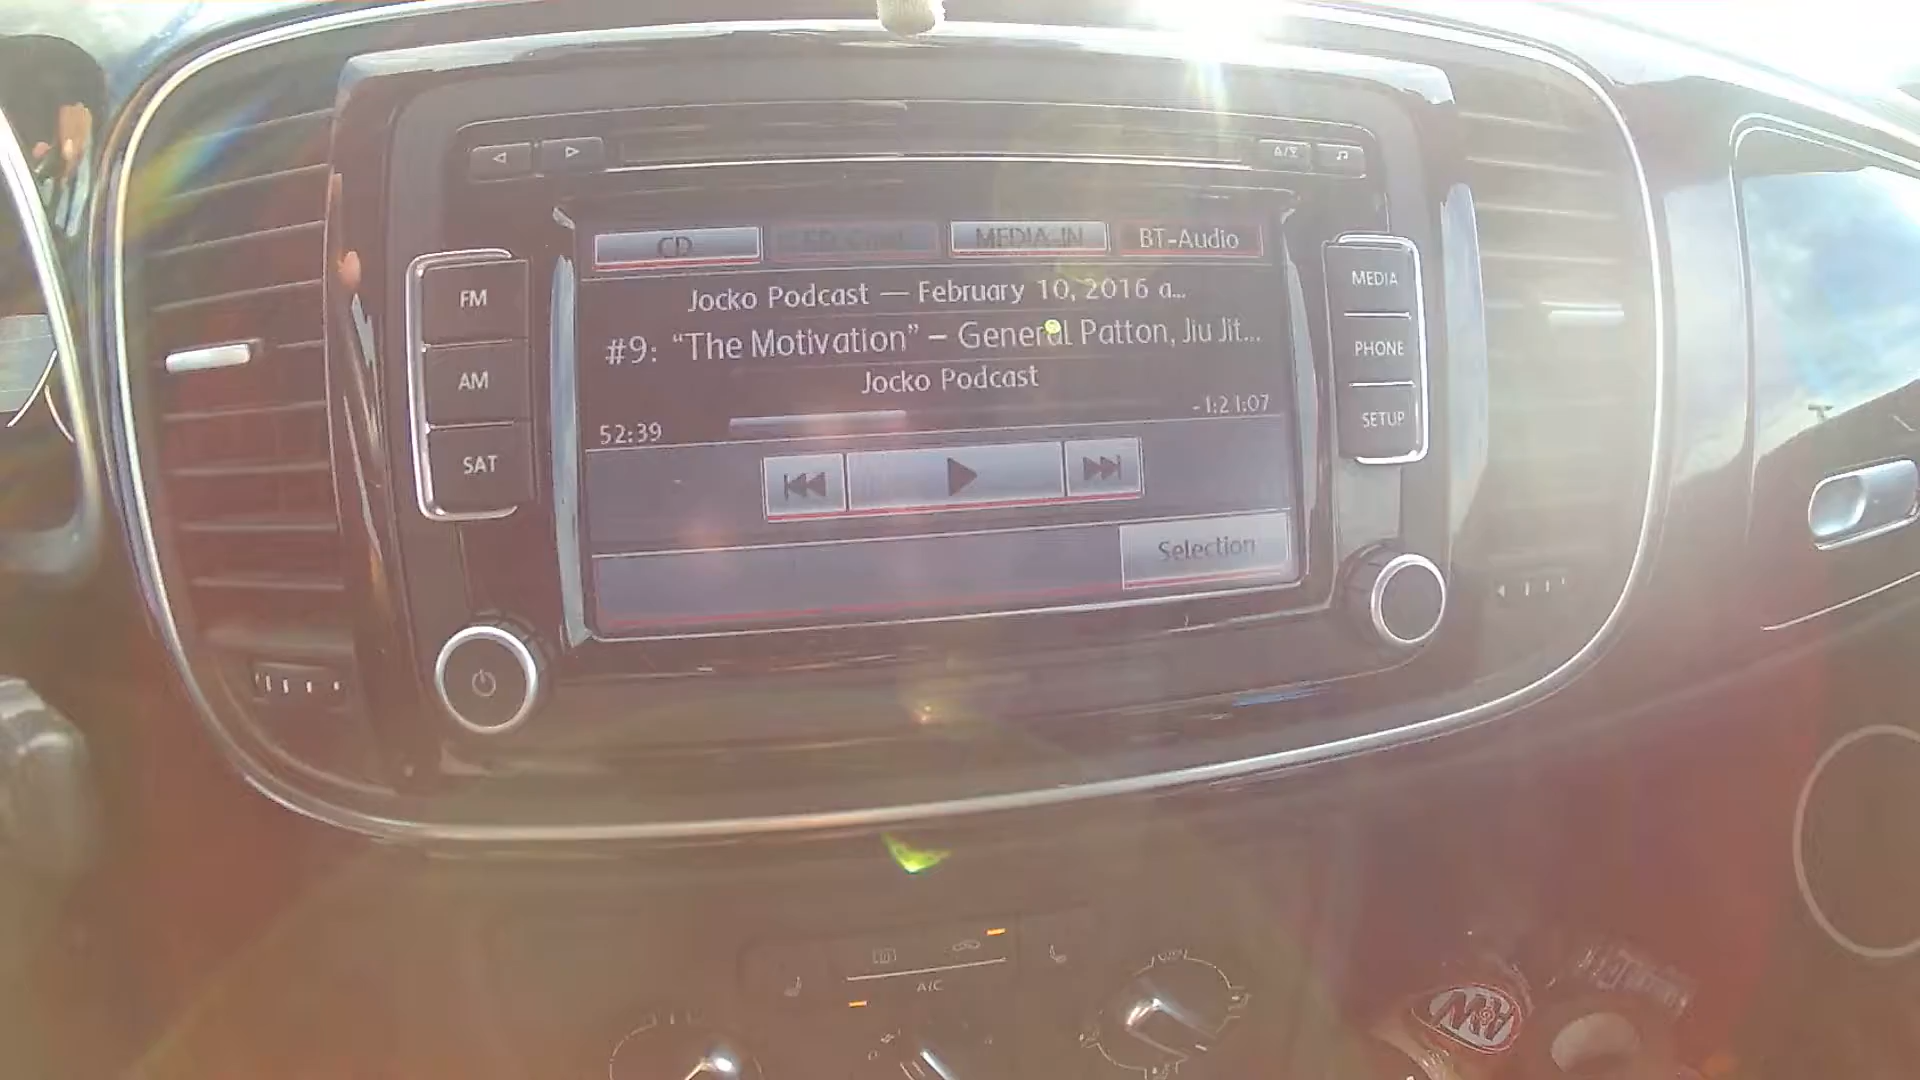 A/Y
CD MEDIA-IN BT-Audio
Jocko Podcast — February 10, 2016 a...
#9: “The Motivation” – General Patton, Jiu Jit...
Jocko Podcast
52:39 -1:21:07
Selection
FM
AM
SAT
MEDIA
PHONE
SETUP
A/C
A&W